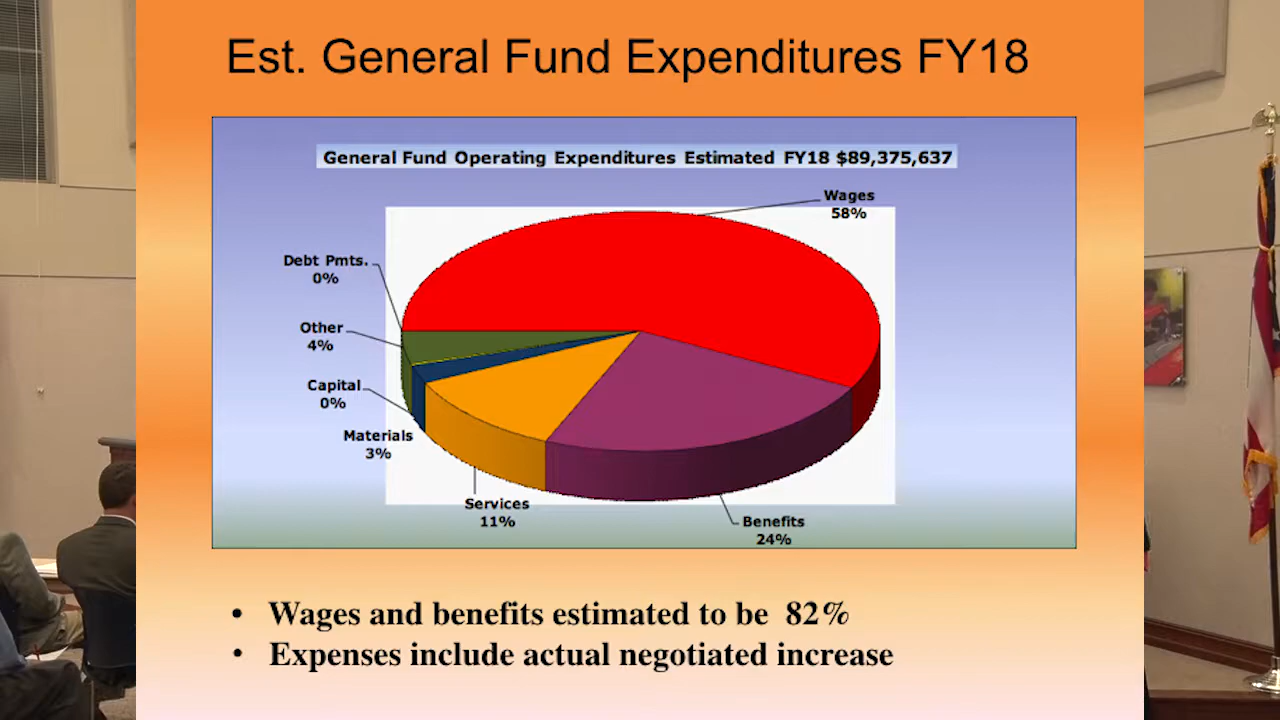 Est. General Fund Expenditures FY18
General Fund Operating Expenditures Estimated FY18 $89,375,637
Wages
58%
Debt Pmts.
0%
Other
4%
Capital
0%
Materials
3%
Services
11%
Benefits
24%
• Wages and benefits estimated to be 82%
• Expenses include actual negotiated increase